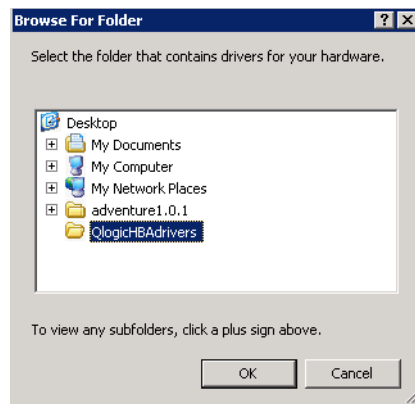 Browse For Folder
Select the folder that contains drivers for your hardware.
Desktop
My Documents
My Computer
My Network Places
adventure1.0.1
QlogicHBAdrivers
To view any subfolders, click a plus sign above.
OK Cancel